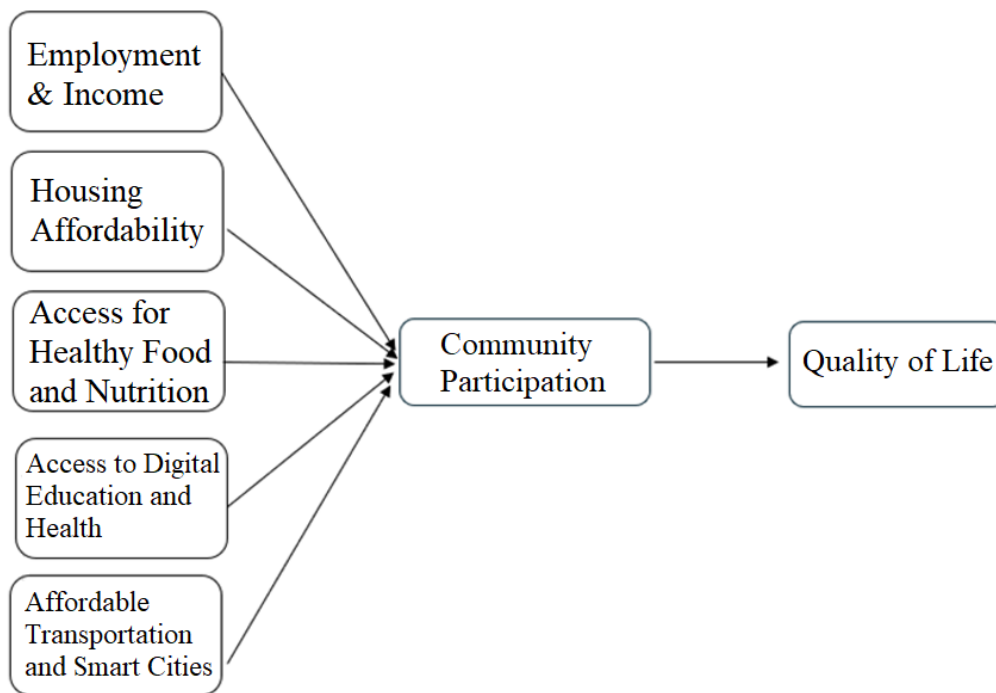 Employment
& Income
Housing
Affordability
Access for
Healthy Food
and Nutrition
Access to Digital
Education and
Health
Affordable
Transportation
and Smart Cities
Community
Participation
Quality of Life